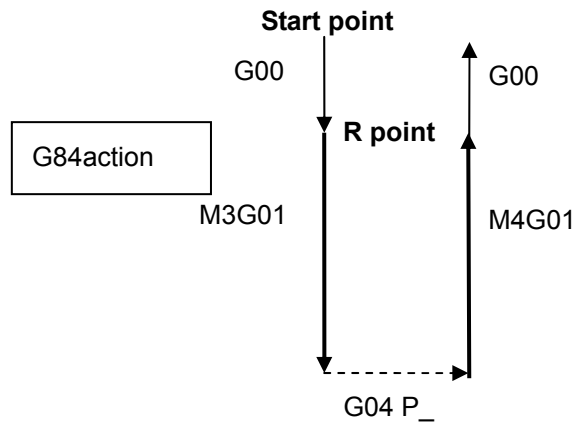 Start point
G00
G00
R point
G84action
M3G01
M4G01
G04 P_